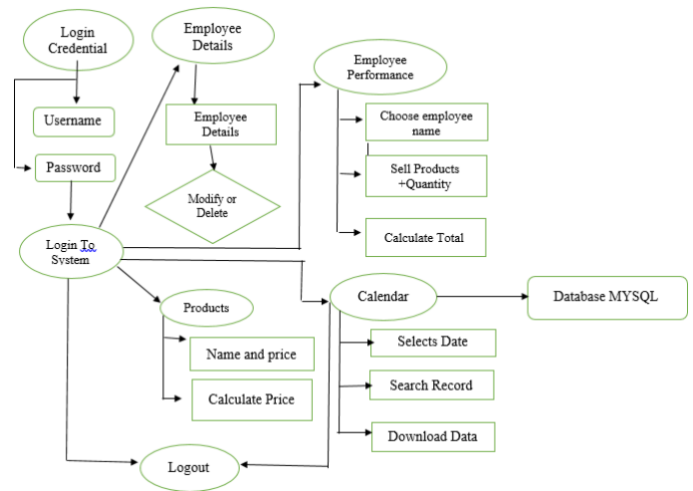 Login
Credential
Username
Password
Login To
System
Employee
Details
Employee
Details
Modify or
Delete
Employee
Performance
Choose employee
name
Sell Products
+Quantity
Calculate Total
Products
Name and price
Calculate Price
Calendar
Selects Date
Search Record
Download Data
Database MYSQL
Logout